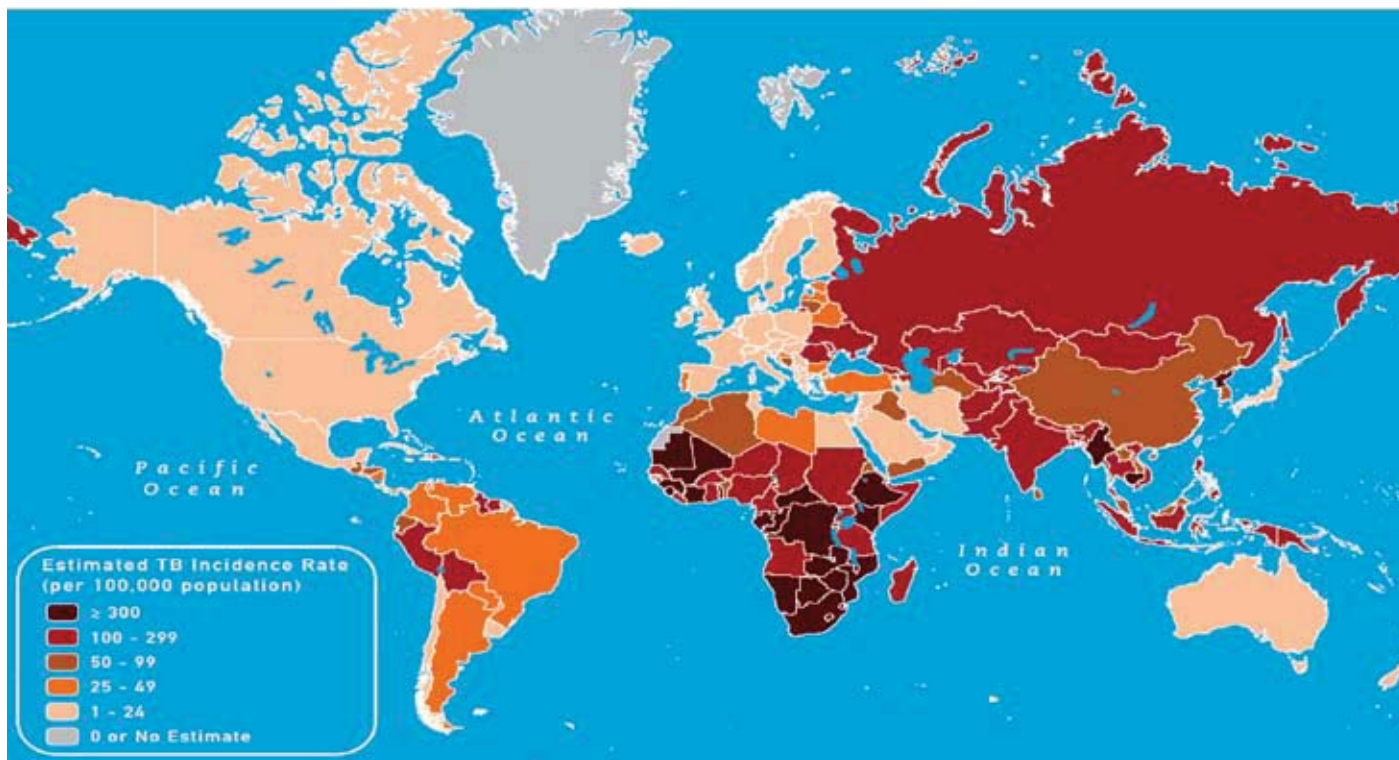 Atlantic
Ocean
Pacific
Ocean
Indian
Ocean
Estimated TB Incidence Rate
(per 100,000 population)
≥ 300
100 - 299
50 - 99
25 - 49
1 - 24
0 or No Estimate